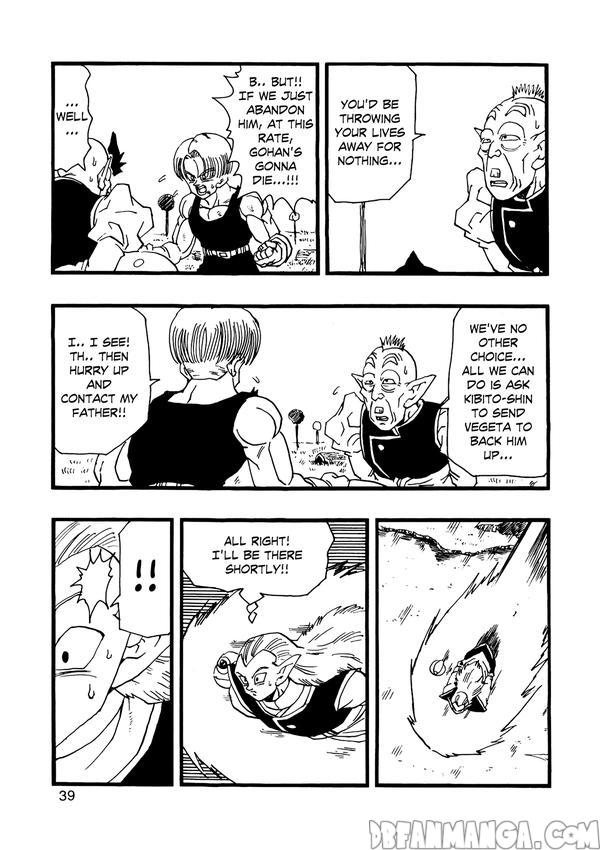 YOU'D BE
THROWING
YOUR LIVES
AWAY FOR
NOTHING...
B.. BUT!!
IF WE JUST
ABANDON
HIM, AT THIS
RATE,
GOHAN'S
GONNA
DIE...!!!
...
WELL
...
WE'VE NO
OTHER
CHOICE...
ALL WE
CAN DO IS ASK
KIBITO-SHIN
TO SEND
VEGETA TO
BACK HIM
UP...
I.. I SEE!
TH.. THEN
HURRY UP
AND
CONTACT MY
FATHER!!
ALL RIGHT!
I'LL BE THERE
SHORTLY!!
!!
39
DBFANMANGA.COM